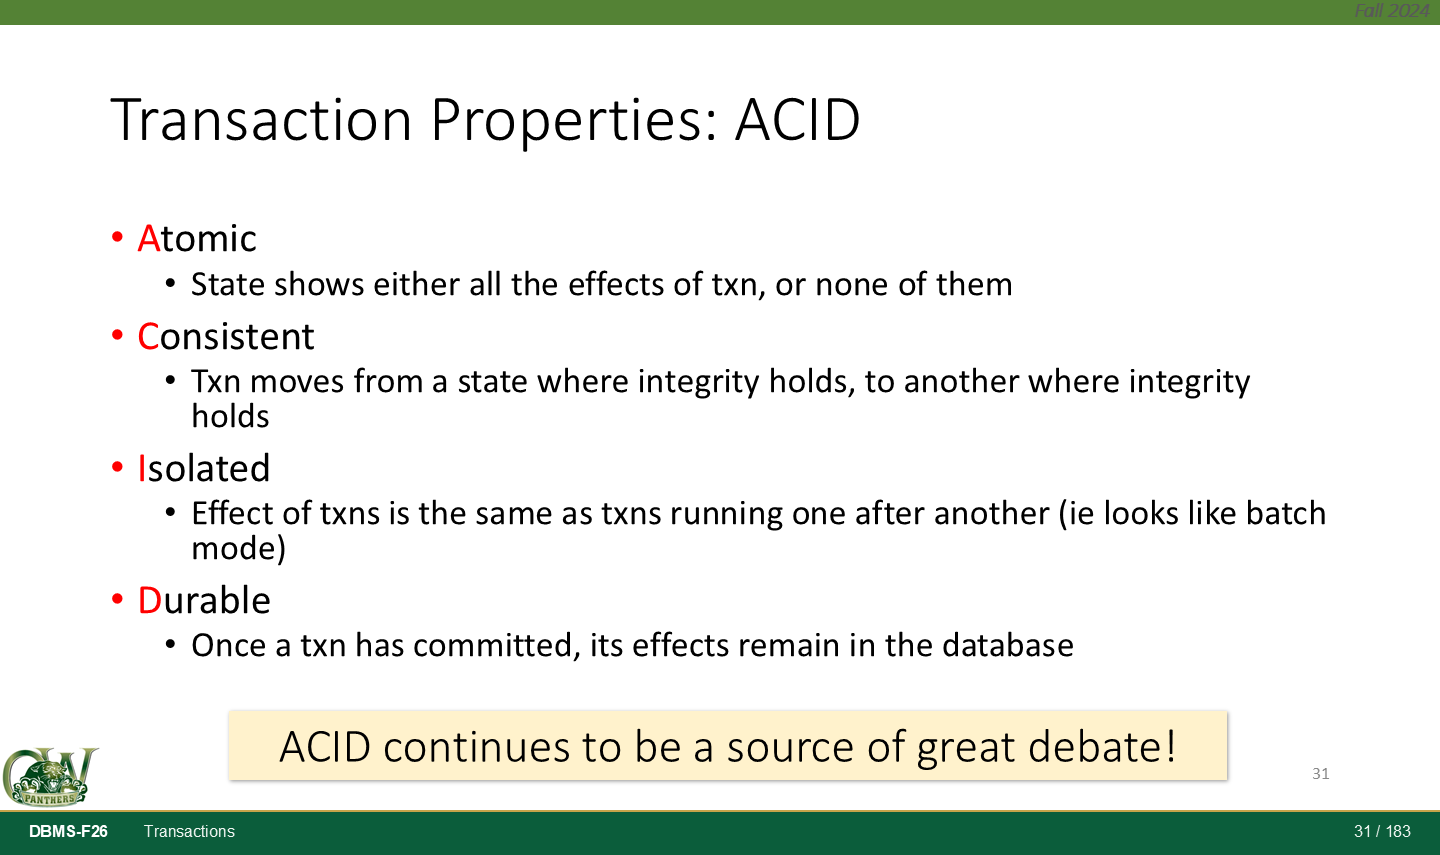 Fall 2024
Transaction Properties: ACID
• Atomic
• State shows either all the effects of txn, or none of them
• Consistent
• Txn moves from a state where integrity holds, to another where integrity
holds
• Isolated
• Effect of txns is the same as txns running one after another (ie looks like batch
mode)
• Durable
• Once a txn has committed, its effects remain in the database
ACID continues to be a source of great debate!
31
OW
PANTHERS
DBMS-F26 Transactions 31 / 183